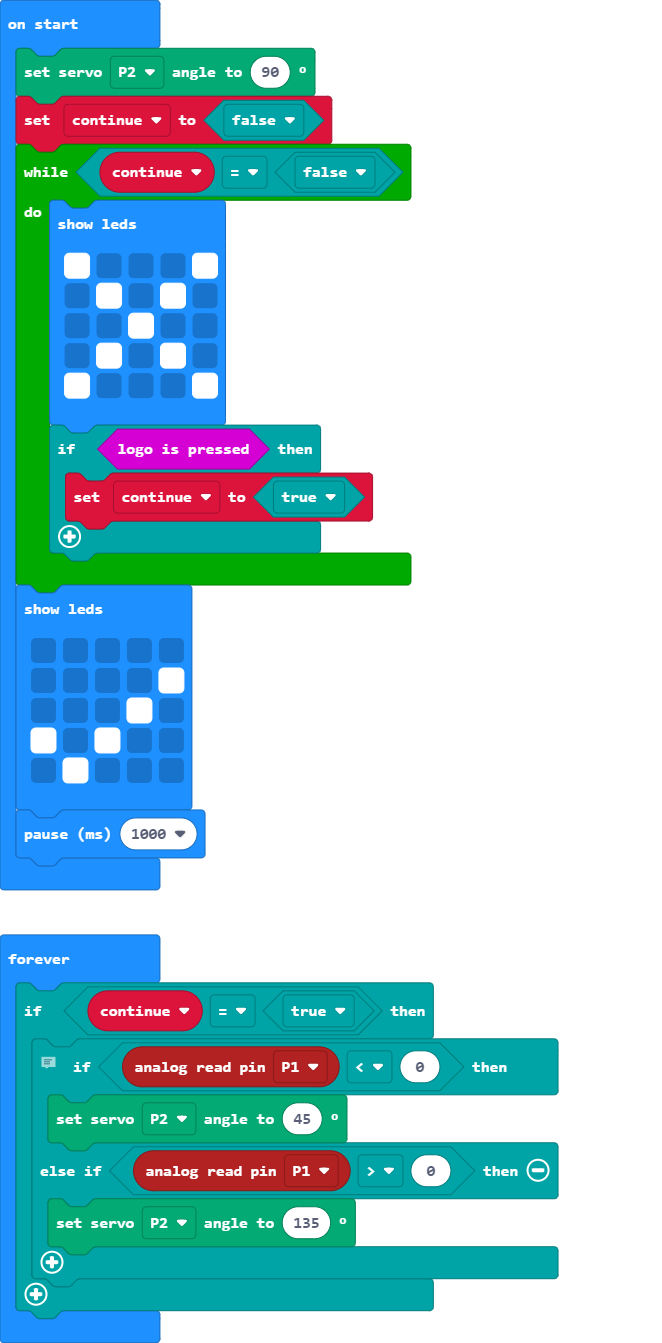 on start
set servo P2 angle to 90 °
set continue to false
while continue = false
do
show leds
if logo is pressed then
set continue to true
show leds
pause (ms) 1000
forever
if continue = true then
if analog read pin P1 < 0 then
set servo P2 angle to 45 °
else if analog read pin P1 > 0 then
set servo P2 angle to 135 °